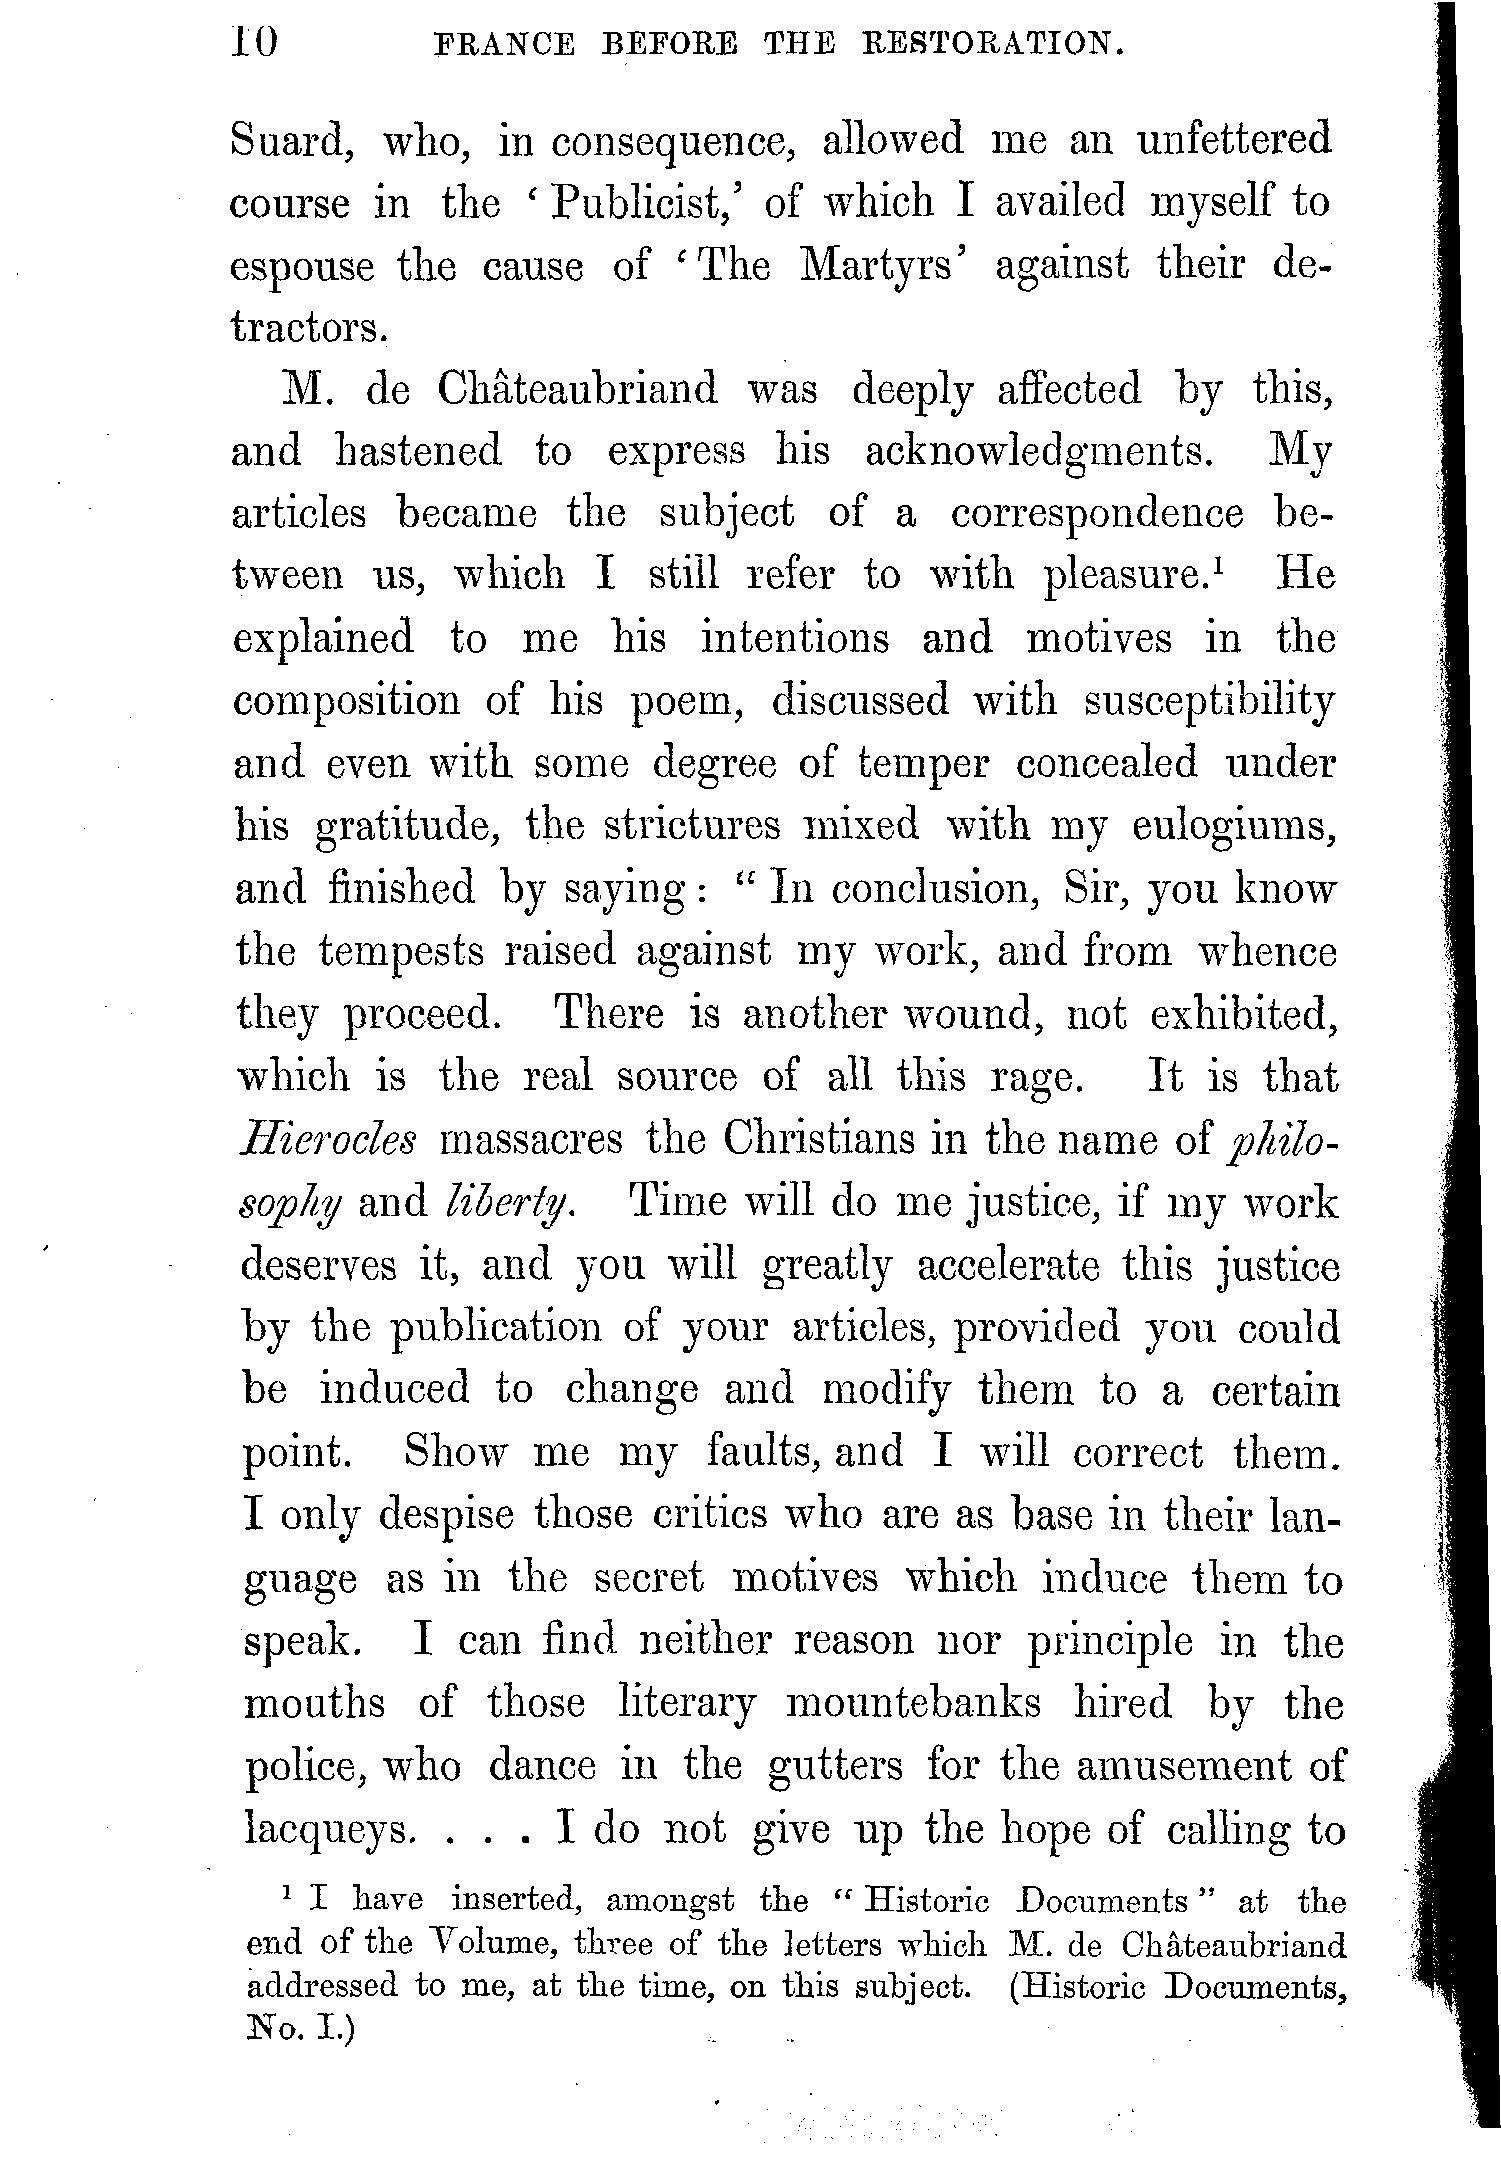 10 FRANCE BEFORE THE RESTORATION.
Suard, who, in consequence, allowed me an unfettered
course in the ‘Publicist,’ of which I availed myself to
espouse the cause of ‘The Martyrs’ against their de-
tractors.
M. de Châteaubriand was deeply affected by this,
and hastened to express his acknowledgments. My
articles became the subject of a correspondence be-
tween us, which I still refer to with pleasure.¹ He
explained to me his intentions and motives in the
composition of his poem, discussed with susceptibility
and even with some degree of temper concealed under
his gratitude, the strictures mixed with my eulogiums,
and finished by saying: “In conclusion, Sir, you know
the tempests raised against my work, and from whence
they proceed. There is another wound, not exhibited,
which is the real source of all this rage. It is that
Hierocles massacres the Christians in the name of philo-
sophy and liberty. Time will do me justice, if my work
deserves it, and you will greatly accelerate this justice
by the publication of your articles, provided you could
be induced to change and modify them to a certain
point. Show me my faults, and I will correct them.
I only despise those critics who are as base in their lan-
guage as in the secret motives which induce them to
speak. I can find neither reason nor principle in the
mouths of those literary mountebanks hired by the
police, who dance in the gutters for the amusement of
lacqueys. . . . I do not give up the hope of calling to
¹ I have inserted, amongst the “Historic Documents” at the
end of the Volume, three of the letters which M. de Châteaubriand
addressed to me, at the time, on this subject. (Historic Documents,
No. I.)